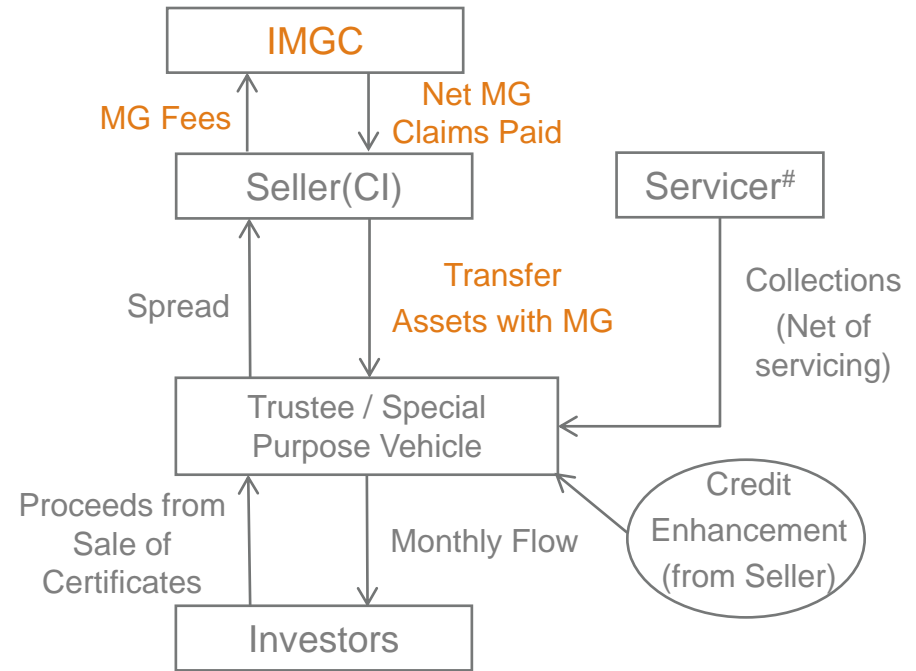 IMGC
MG Fees
Net MG
Claims Paid
Seller(CI)
Servicer#
Spread
Transfer
Assets with MG
Collections
(Net of
servicing)
Trustee / Special
Purpose Vehicle
Proceeds from
Sale of
Certificates
Monthly Flow
Credit
Enhancement
(from Seller)
Investors